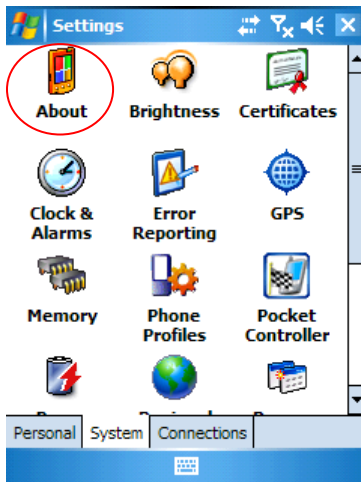 Settings
About Brightness Certificates
Clock & Error GPS
Alarms Reporting
Memory Phone Pocket
Profiles Controller
Personal System Connections